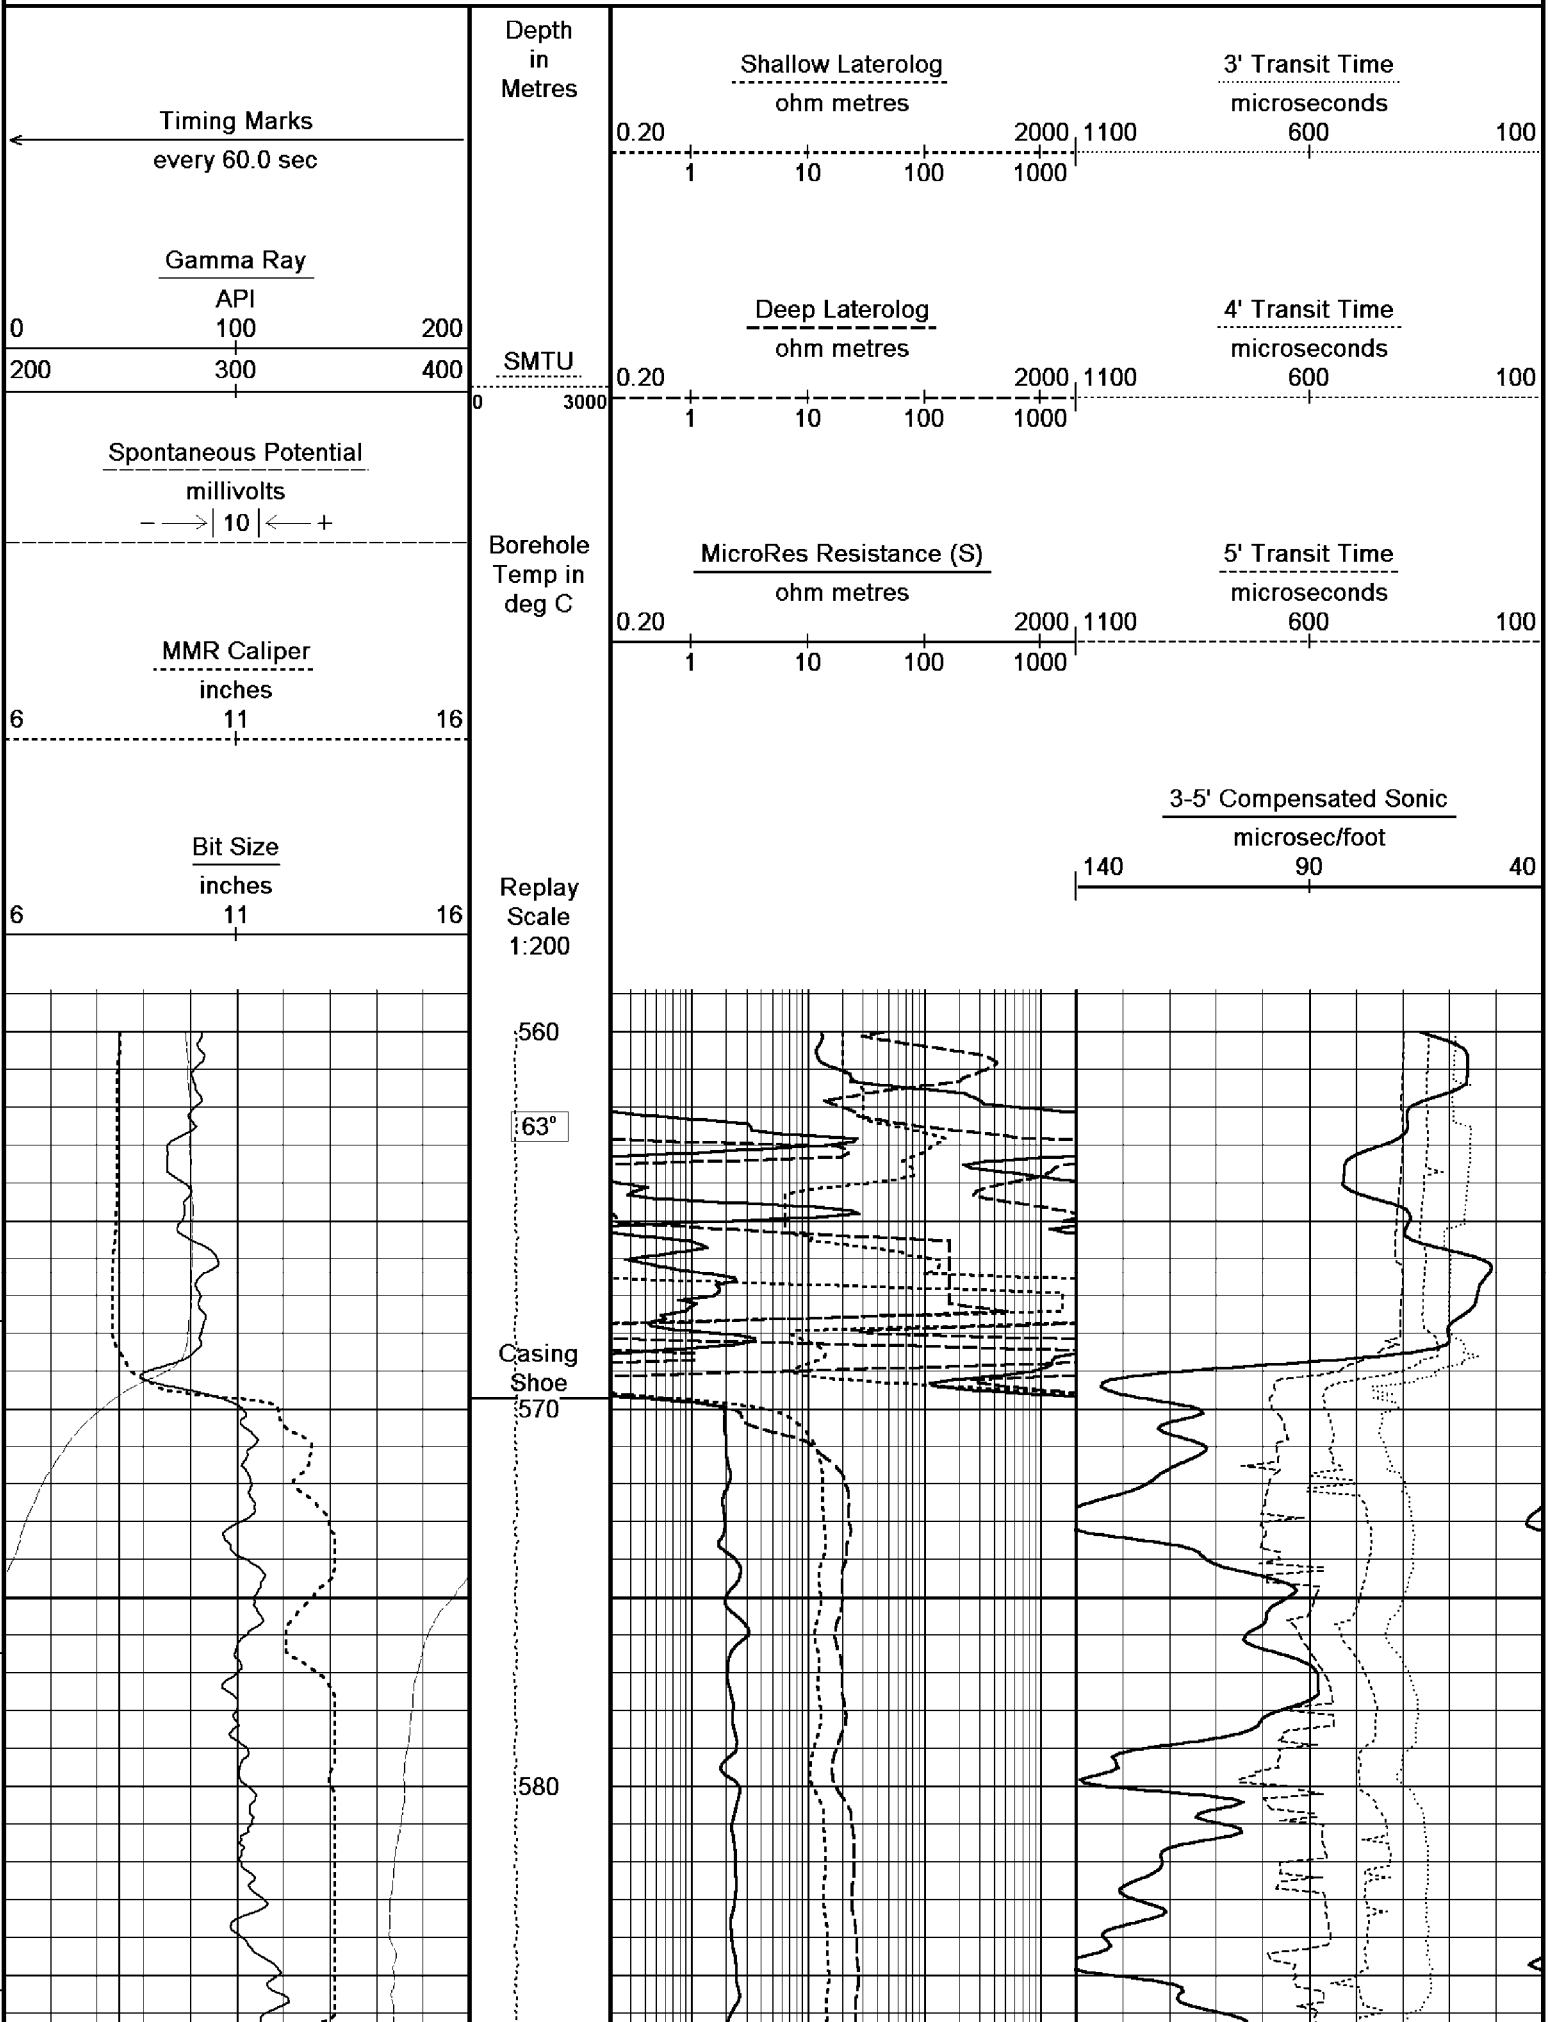 Timing Marks
every 60.0 sec
Gamma Ray
API
0 100 200
200 300 400
Spontaneous Potential
millivolts
− 10 +
MMR Caliper
inches
6 11 16
Bit Size
inches
6 11 16
Depth
in
Metres
SMTU
0 3000
Borehole
Temp in
deg C
Replay
Scale
1:200
Shallow Laterolog
ohm metres
0.20 2000
1 10 100 1000
Deep Laterolog
ohm metres
0.20 2000
1 10 100 1000
MicroRes Resistance (S)
ohm metres
0.20 2000
1 10 100 1000
3' Transit Time
microseconds
1100 600 100
4' Transit Time
microseconds
1100 600 100
5' Transit Time
microseconds
1100 600 100
3-5' Compensated Sonic
microsec/foot
140 90 40
560
63°
Casing
Shoe
570
580